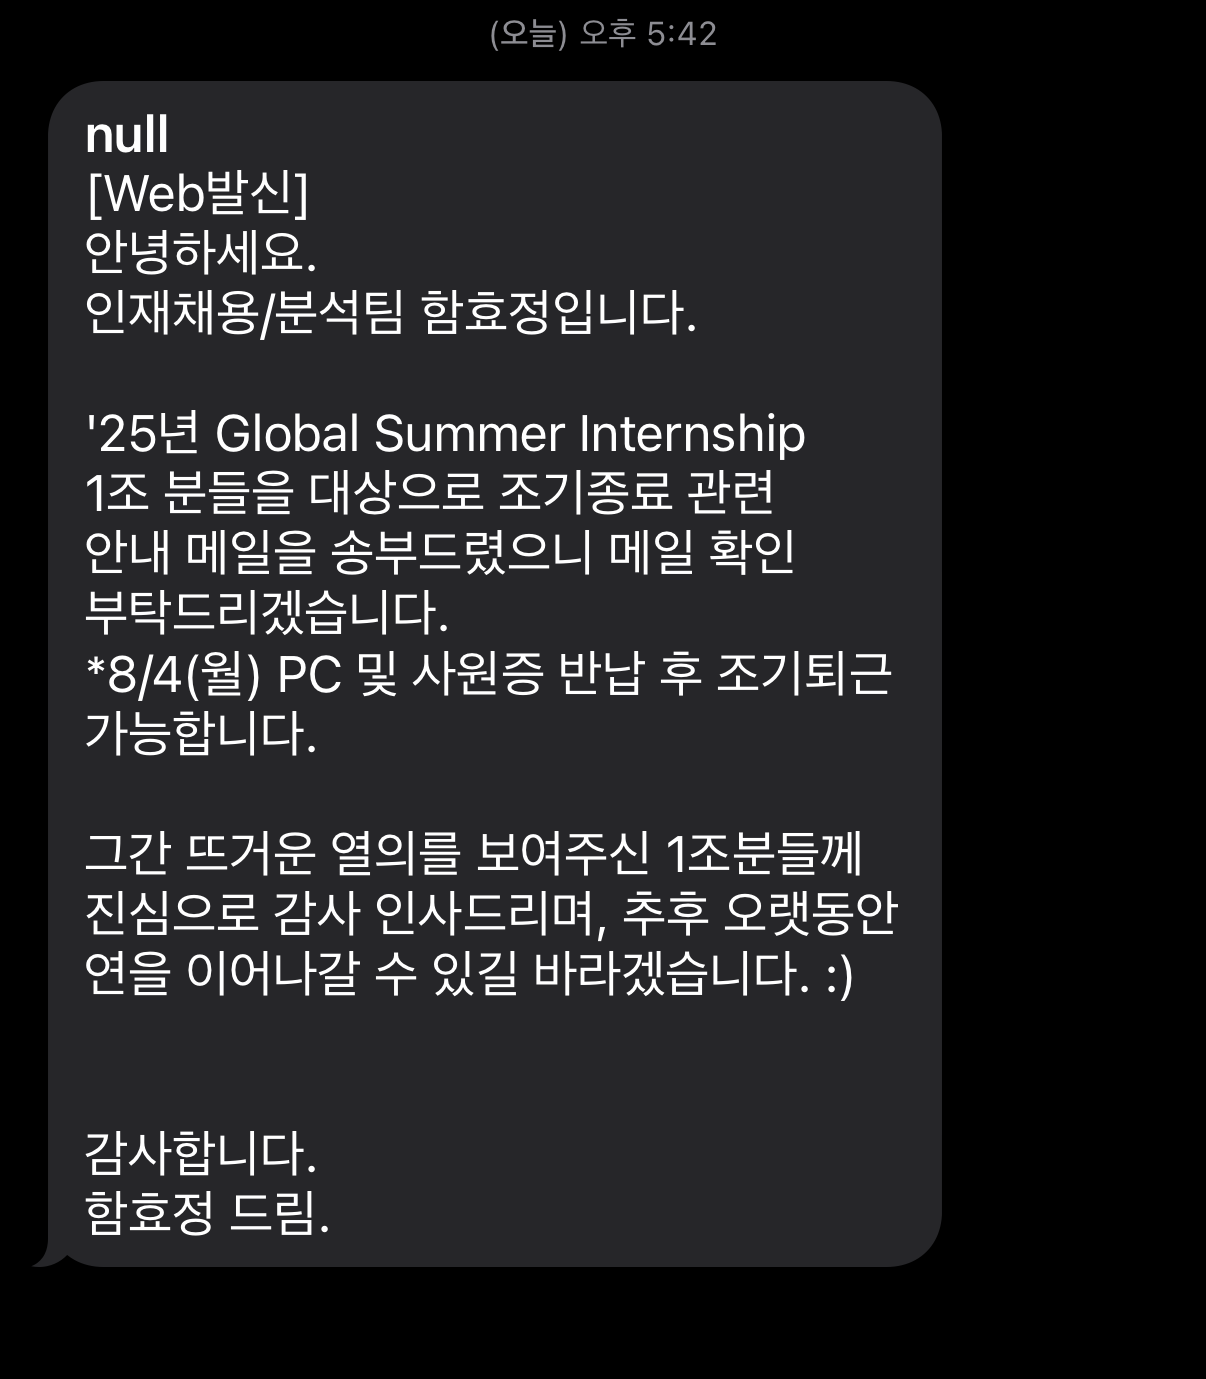 (오늘) 오후 5:42
null
[Web발신]
안녕하세요.
인재채용/분석팀 함효정입니다.
'25년 Global Summer Internship
1조 분들을 대상으로 조기종료 관련
안내 메일을 송부드렸으니 메일 확인
부탁드리겠습니다.
*8/4(월) PC 및 사원증 반납 후 조기퇴근
가능합니다.
그간 뜨거운 열의를 보여주신 1조분들께
진심으로 감사 인사드리며, 추후 오랫동안
연을 이어나갈 수 있길 바라겠습니다. :)
감사합니다.
함효정 드림.